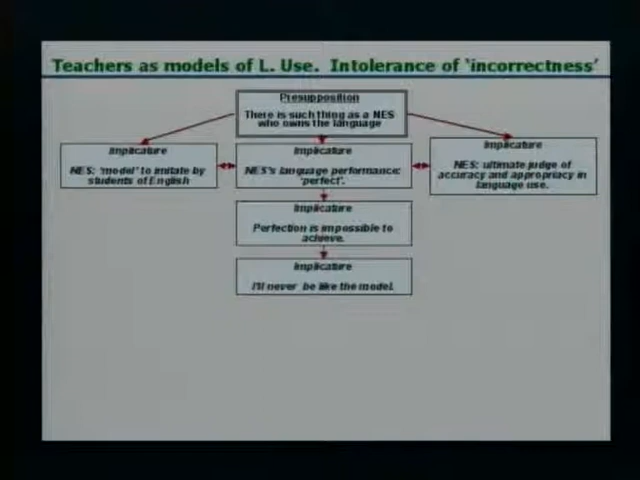 Teachers as models of L. Use. Intolerance of 'incorrectness'
Presupposition
There is such thing as a NES
who owns the language
Implicature
NES: 'model' to imitate by
students of English
Implicature
NES's language performance:
'perfect'.
Implicature
NES: ultimate judge of
accuracy and appropriacy in
language use.
Implicature
Perfection is impossible to
achieve.
Implicature
I'll never be like the model.